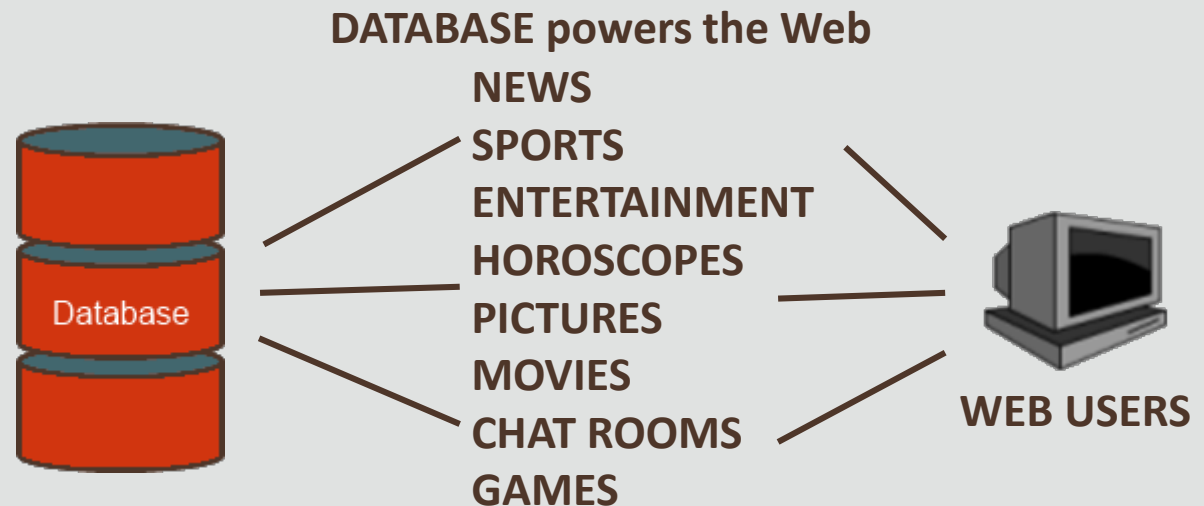 DATABASE powers the Web
NEWS
SPORTS
ENTERTAINMENT
HOROSCOPES
PICTURES
MOVIES
CHAT ROOMS
GAMES
Database
WEB USERS